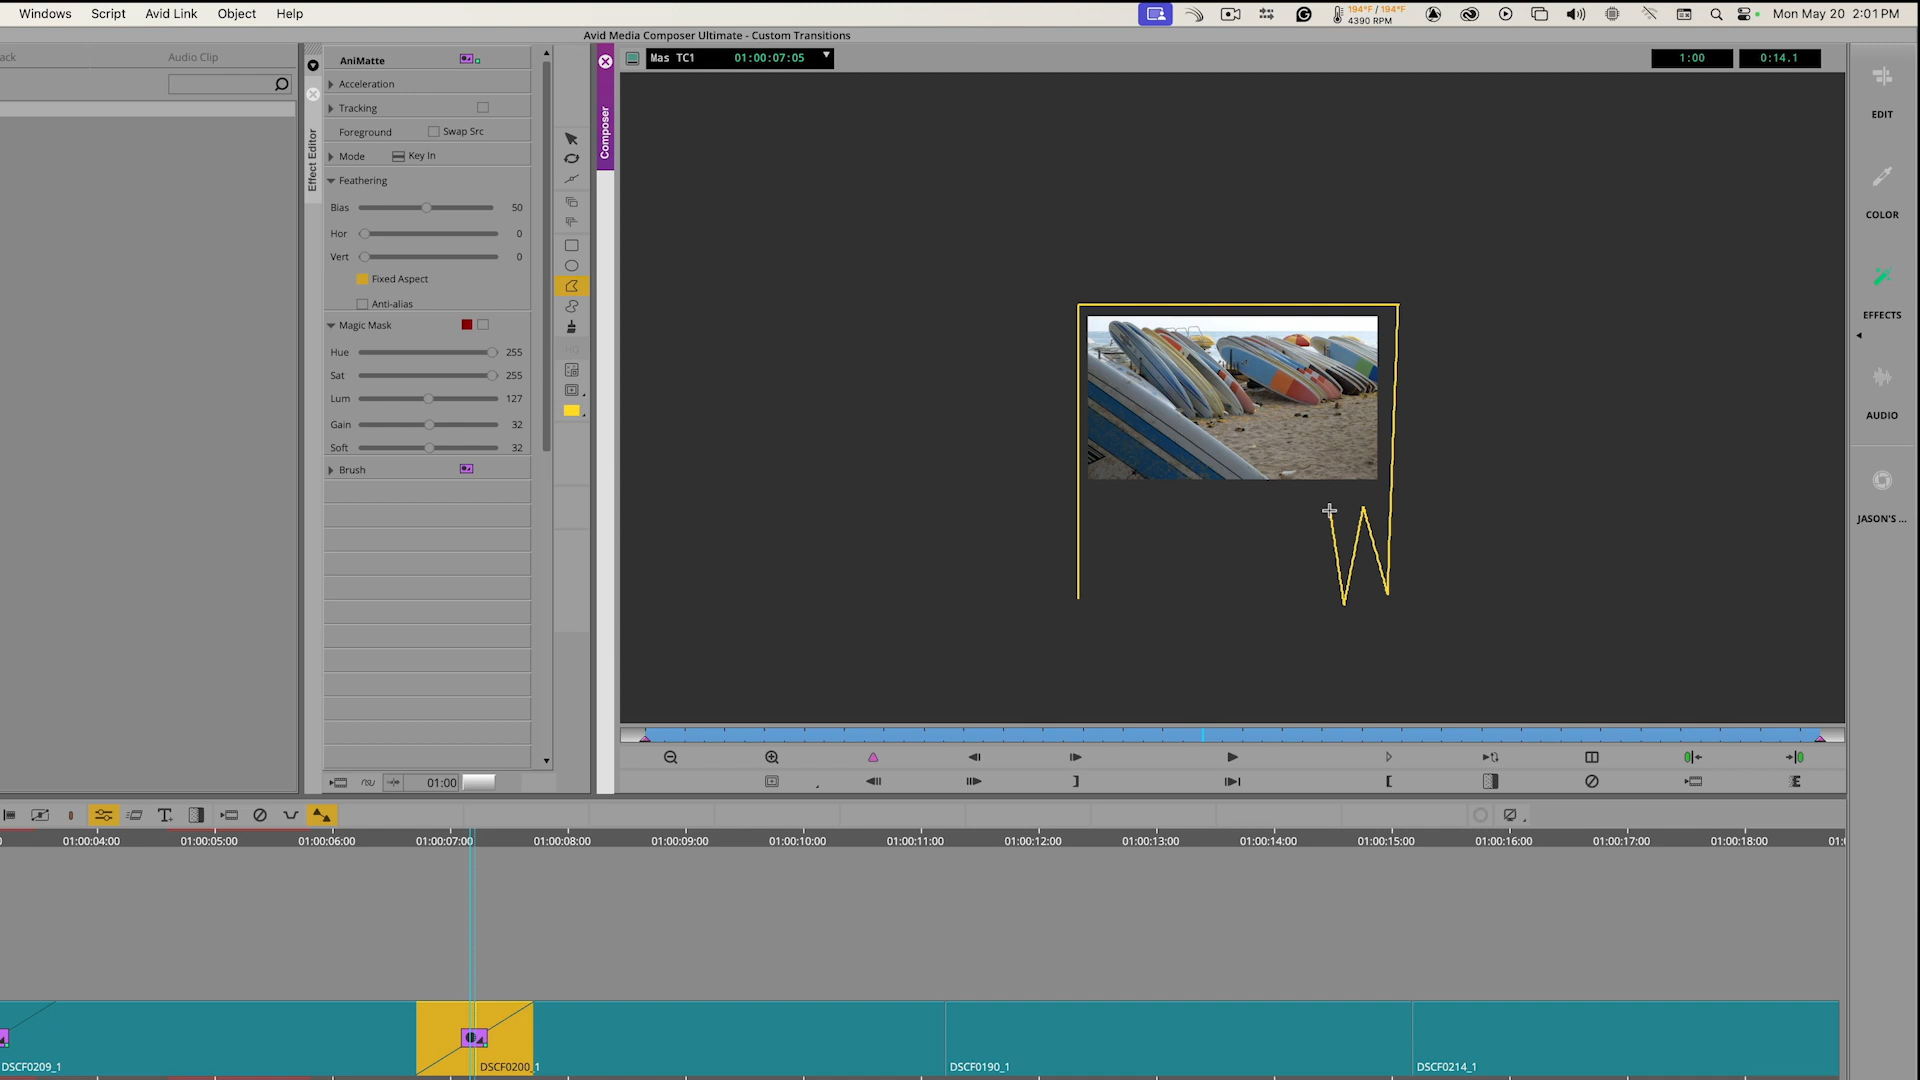 Windows Script Avid Link Object Help
194°F / 194°F
4390 RPM
Mon May 20 2:01 PM
Avid Media Composer Ultimate - Custom Transitions
ack
Audio Clip
Effect Editor
AniMatte
Acceleration
Tracking
Foreground Swap Src
Mode Key In
Feathering
Bias 50
Hor 0
Vert 0
Fixed Aspect
Anti-alias
Magic Mask
Hue 255
Sat 255
Lum 127
Gain 32
Soft 32
Brush
01:00
HQ
Composer
Mas TC1 01:00:07:05
1:00 0:14.1
EDIT
COLOR
EFFECTS
AUDIO
JASON'S ...
01:00:04:00 01:00:05:00 01:00:06:00 01:00:07:00 01:00:08:00 01:00:09:00 01:00:10:00 01:00:11:00 01:00:12:00 01:00:13:00 01:00:14:00 01:00:15:00 01:00:16:00 01:00:17:00 01:00:18:00
DSCF0209_1 DSCF0200_1 DSCF0190_1 DSCF0214_1